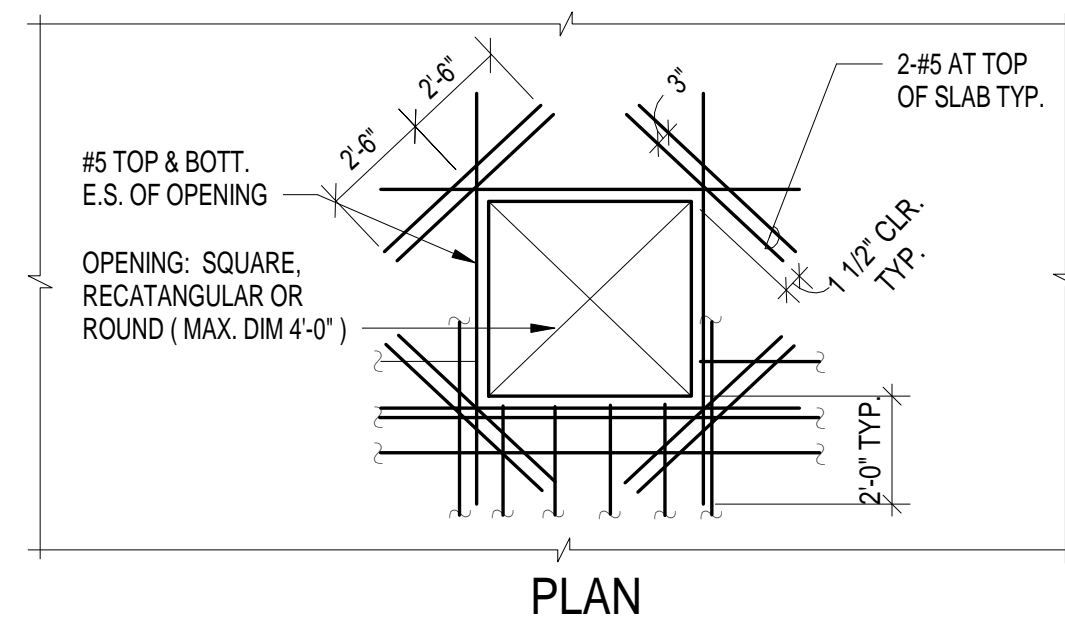 2'-6"
2'-6"
3"
2-#5 AT TOP
OF SLAB TYP.
#5 TOP & BOTT.
E.S. OF OPENING
1 1/2" CLR.
TYP.
OPENING: SQUARE,
RECATANGULAR OR
ROUND ( MAX. DIM 4'-0" )
2'-0" TYP.
PLAN